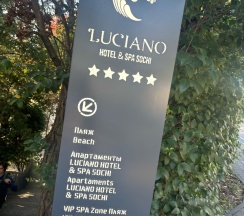 LUCIANO
HOTEL & SPA SOCHI
Пляж
Beach
Апартаменты
LUCIANO HOTEL
& SPA SOCHI
Apartaments
LUCIANO HOTEL
& SPA SOCHI
VIP SPA Zone Пляж